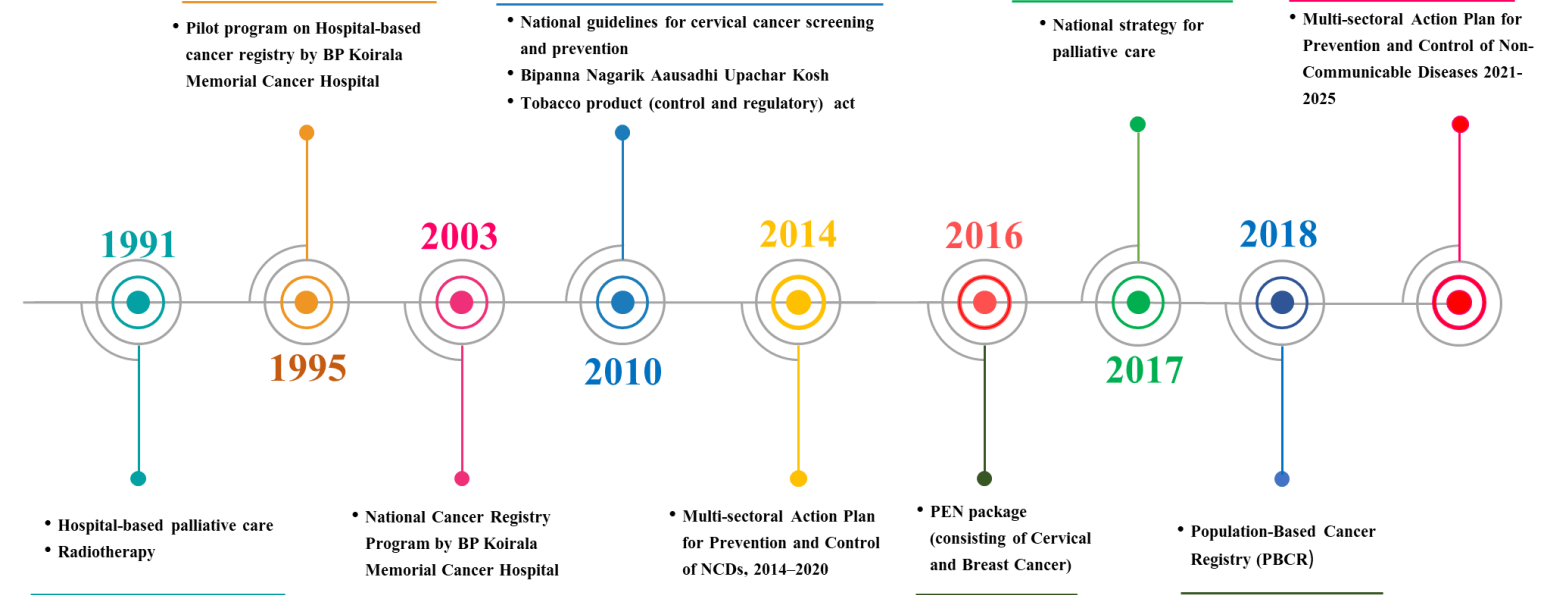 • Pilot program on Hospital-based
cancer registry by BP Koirala
Memorial Cancer Hospital
• National guidelines for cervical cancer screening
and prevention
• Bipanna Nagarik Aausadhi Upachar Kosh
• Tobacco product (control and regulatory) act
• National strategy for
palliative care
• Multi-sectoral Action Plan for
Prevention and Control of Non-
Communicable Diseases 2021-
2025
1991
1995
2003
2010
2014
2016
2017
2018
• Hospital-based palliative care
• Radiotherapy
• National Cancer Registry
Program by BP Koirala
Memorial Cancer Hospital
• Multi-sectoral Action Plan
for Prevention and Control
of NCDs, 2014–2020
• PEN package
(consisting of Cervical
and Breast Cancer)
• Population-Based Cancer
Registry (PBCR)